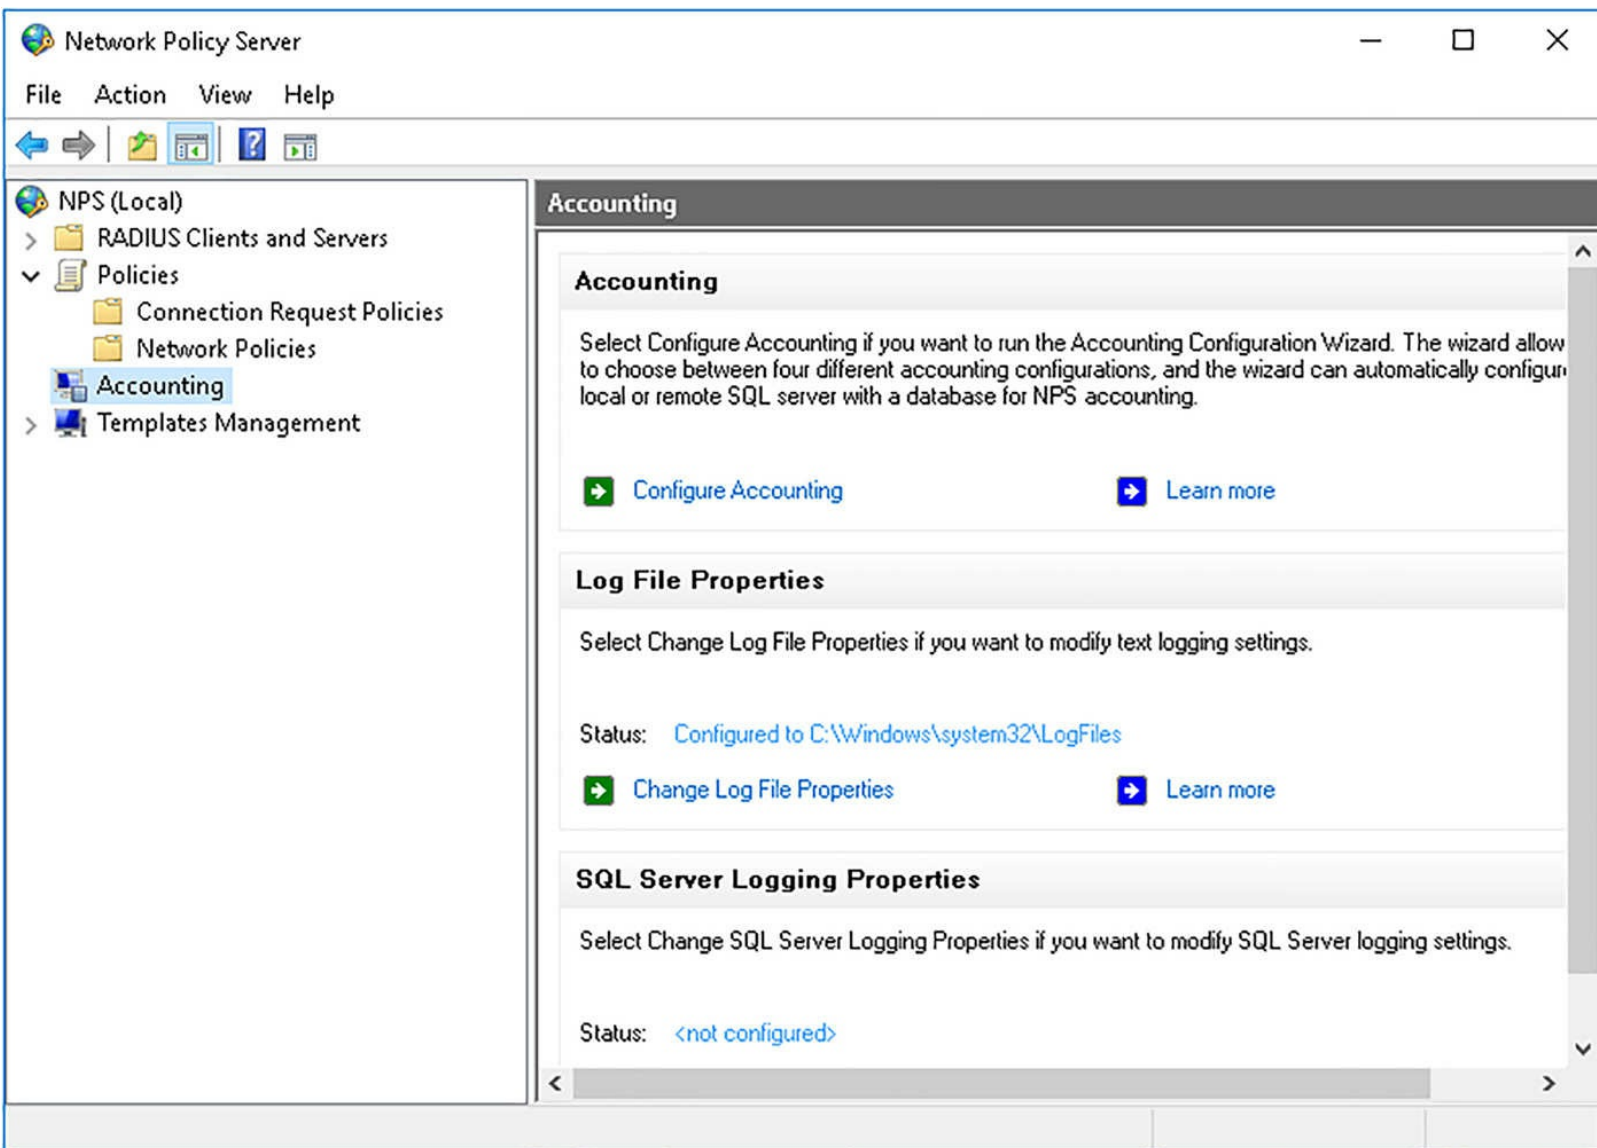 Network Policy Server
File Action View Help
NPS (Local)
RADIUS Clients and Servers
Policies
Connection Request Policies
Network Policies
Accounting
Templates Management
Accounting
Accounting
Select Configure Accounting if you want to run the Accounting Configuration Wizard. The wizard allow
to choose between four different accounting configurations, and the wizard can automatically configur
local or remote SQL server with a database for NPS accounting.
Configure Accounting Learn more
Log File Properties
Select Change Log File Properties if you want to modify text logging settings.
Status: Configured to C:\Windows\system32\LogFiles
Change Log File Properties Learn more
SQL Server Logging Properties
Select Change SQL Server Logging Properties if you want to modify SQL Server logging settings.
Status: <not configured>